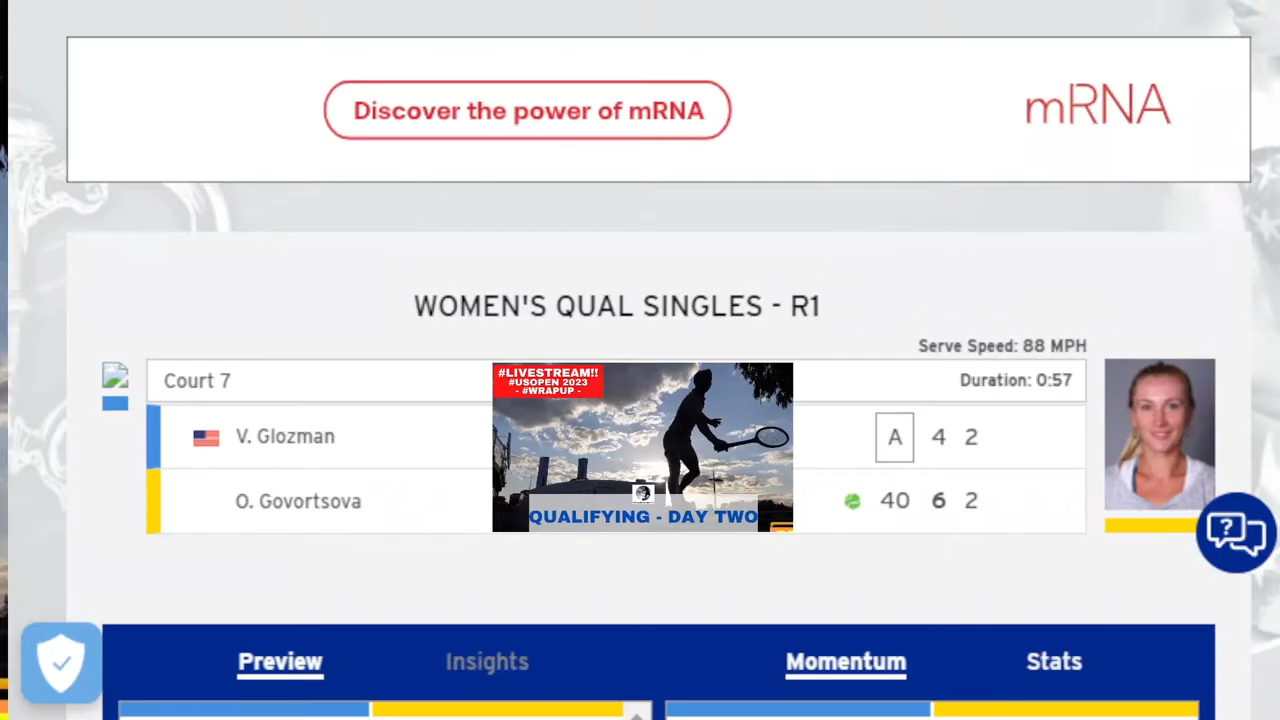 Discover the power of mRNA
mRNA
WOMEN'S QUAL SINGLES - R1
Serve Speed: 88 MPH
Court 7
Duration: 0:57
#LIVESTREAM!!
#USOPEN 2023
- #WRAPUP -
V. Glozman A 4 2
O. Govortsova 40 6 2
QUALIFYING - DAY TWO
?
Preview Insights Momentum Stats